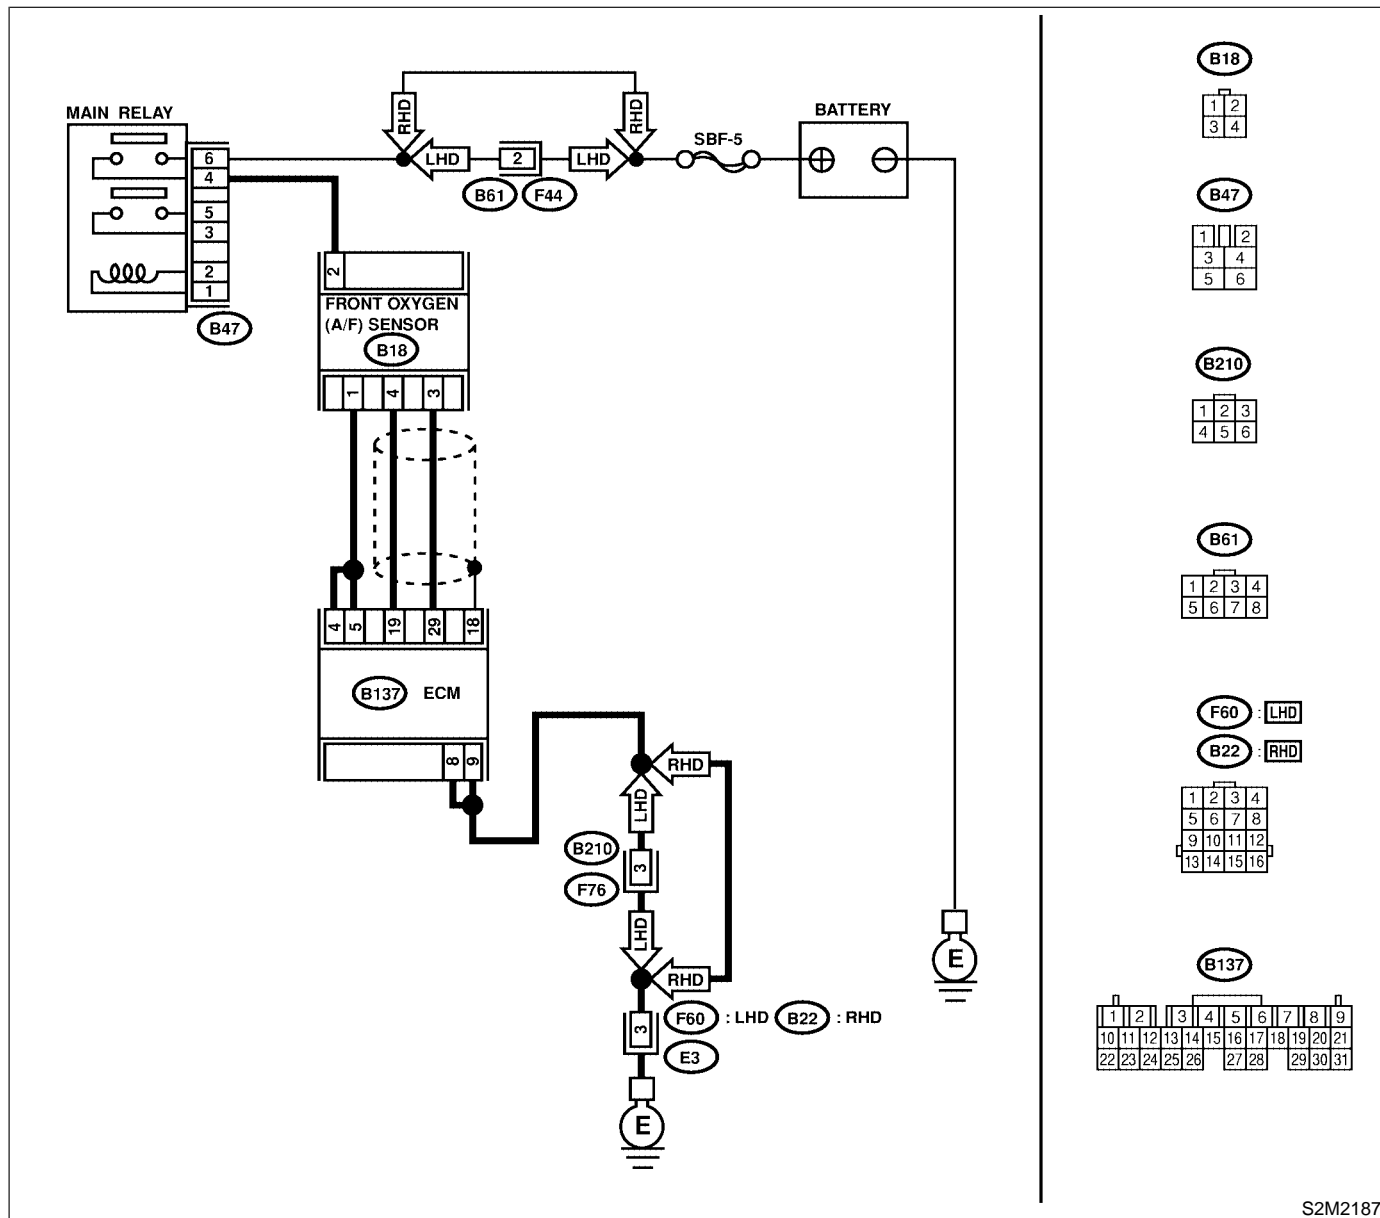 MAIN RELAY
6
4
5
3
2
1
B47
RHD
RHD
LHD
2
LHD
B61
F44
SBF-5
BATTERY
2
FRONT OXYGEN
(A/F) SENSOR
B18
1
4
3
4
5
19
29
18
B137
ECM
8
9
RHD
LHD
B210
3
F76
LHD
RHD
F60 : LHD B22 : RHD
3
E3
E
E
B18
1 2
3 4
B47
1 2
3 4
5 6
B210
1 2 3
4 5 6
B61
1 2 3 4
5 6 7 8
F60 : LHD
B22 : RHD
1 2 3 4
5 6 7 8
9 10 11 12
13 14 15 16
B137
1 2 3 4 5 6 7 8 9
10 11 12 13 14 15 16 17 18 19 20 21
22 23 24 25 26 27 28 29 30 31
S2M2187